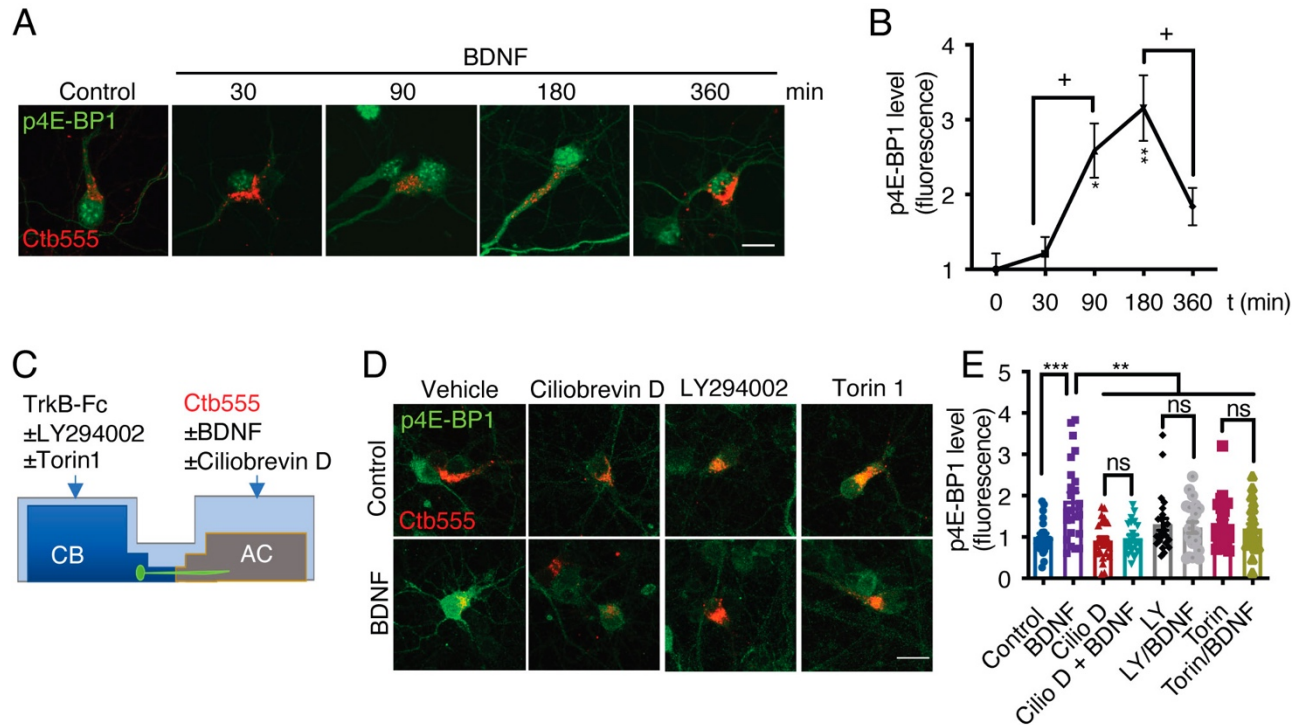 A
BDNF
Control 30 90 180 360 min
p4E-BP1
Ctb555
B
p4E-BP1 level
(fluorescence)
4
3
2
1
+
+
*
**
0 30 90 180 360 t (min)
C
TrkB-Fc
±LY294002
±Torin1
Ctb555
±BDNF
±Ciliobrevin D
CB
AC
D
Vehicle Ciliobrevin D LY294002 Torin 1
p4E-BP1
Control
Ctb555
BDNF
E
p4E-BP1 level
(fluorescence)
5
4
3
2
1
0
***
**
ns
ns
ns
Control
BDNF
Cilio D
Cilio D + BDNF
LY
LY/BDNF
Torin
Torin/BDNF